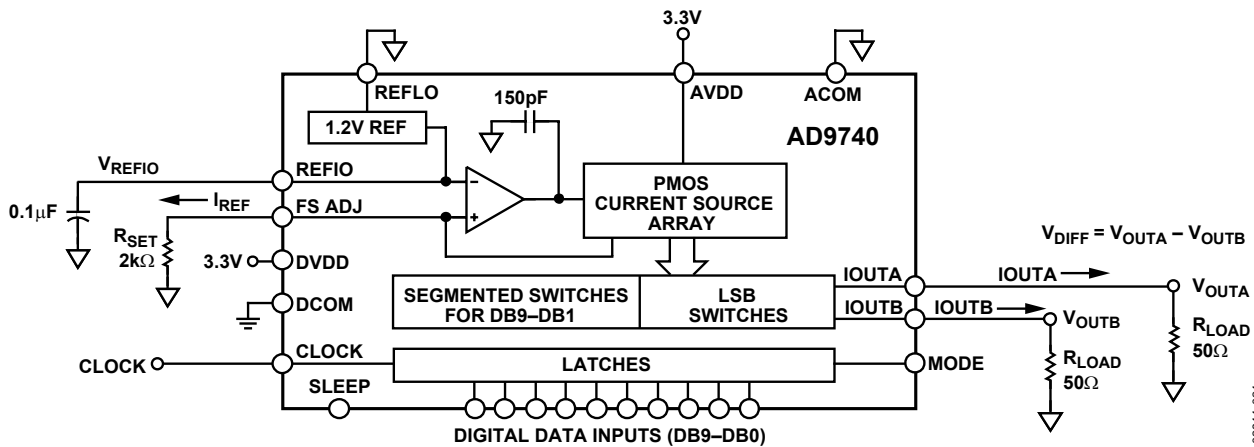 3.3V
REFLO
150pF
AVDD
ACOM
1.2V REF
AD9740
VREFIO
REFIO
PMOS
CURRENT SOURCE
ARRAY
−
+
0.1µF
IREF
FS ADJ
RSET
2kΩ
VDIFF = VOUTA – VOUTB
3.3V
DVDD
DCOM
SEGMENTED SWITCHES
FOR DB9–DB1
LSB
SWITCHES
IOUTA
IOUTA
VOUTA
IOUTB
IOUTB
VOUTB
RLOAD
50Ω
RLOAD
50Ω
CLOCK
CLOCK
LATCHES
MODE
SLEEP
DIGITAL DATA INPUTS (DB9–DB0)